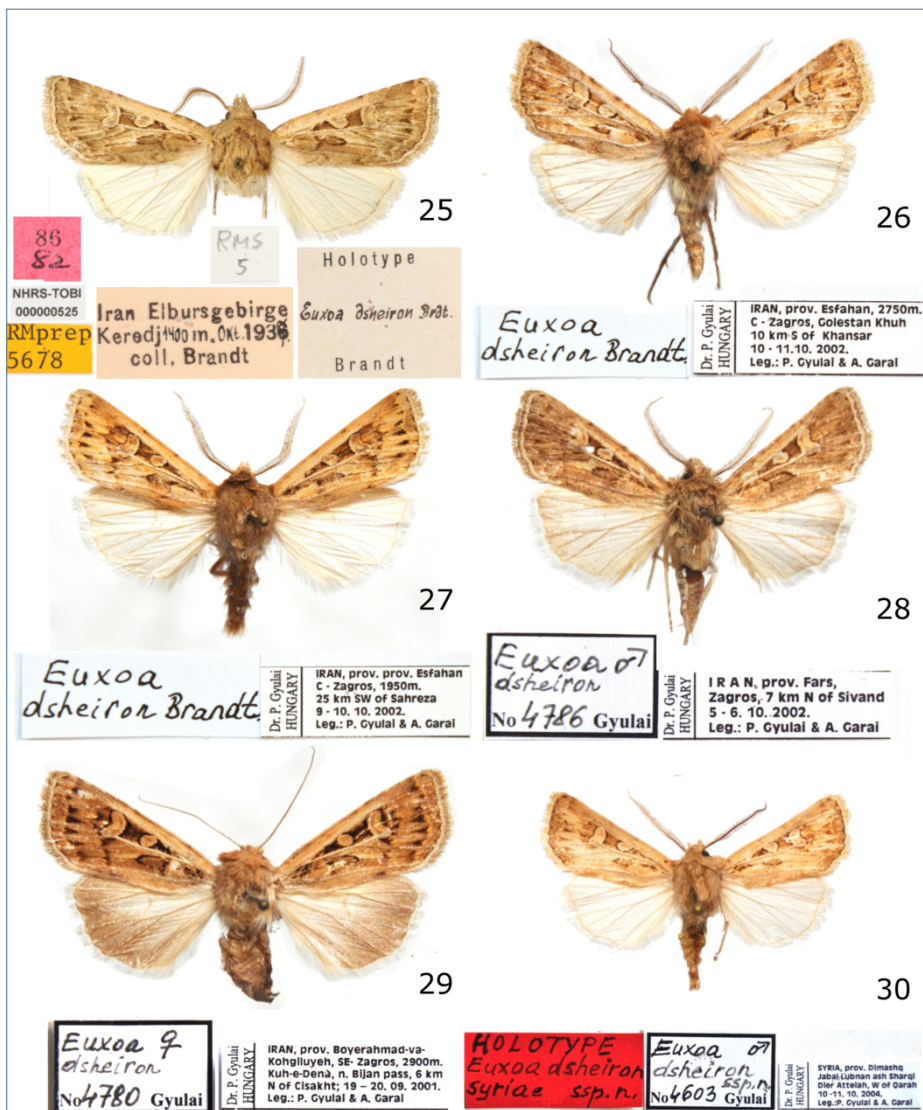 25
86
82
NHRS-TOBI
000000525
RMprep
5678
RMS
5
Iran Elbursgebirge
Keredj 1400 m. Okt. 1936
coll. Brandt
Holotype
Euxoa dsheiron Brdt.
Brandt
26
Euxoa
dsheiron Brandt.
Dr. P. Gyulai
HUNGARY
IRAN, prov. Esfahan, 2750m.
C - Zagros, Golestan Khuh
10 km S of Khansar
10 - 11.10. 2002.
Leg.: P. Gyulai & A. Garai
27
Euxoa
dsheiron Brandt.
Dr. P. Gyulai
HUNGARY
IRAN, prov. prov. Esfahan
C - Zagros, 1950m.
25 km SW of Sahreza
9 - 10. 10. 2002.
Leg.: P. Gyulai & A. Garai
28
Euxoa ♂
dsheiron
No 4786 Gyulai
Dr. P. Gyulai
HUNGARY
I R A N, prov. Fars,
Zagros, 7 km N of Sivand
5 - 6. 10. 2002.
Leg.: P. Gyulai & A. Garai
29
Euxoa ♀
dsheiron
No 4780 Gyulai
Dr. P. Gyulai
HUNGARY
IRAN, prov. Boyerahmad-va-
Kohgiluyeh, SE- Zagros, 2900m.
Kuh-e-Dena, n. Bijan pass, 6 km
N of Cisakht; 19 – 20. 09. 2001.
Leg.: P. Gyulai & A. Garai
30
HOLOTYPE
Euxoa dsheiron
syriae ssp. n.
Euxoa ♂
dsheiron
ssp. n.
No 4603 Gyulai
Dr. P. Gyulai
HUNGARY
SYRIA, prov. Dimashq
Jabal Lubnan ash Sharqi
Dier Attelah, W of Qarah
10 -11. 10. 2004.
Leg.:P. Gyulai & A. Garai